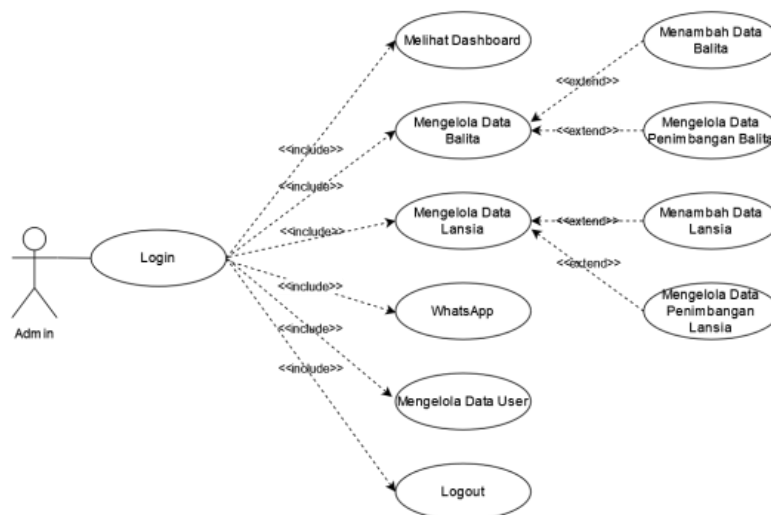 Melihat Dashboard
Menambah Data
Balita
<<extend>>
Mengelola Data
Balita
<<extend>>
Mengelola Data
Penimbangan Balita
<<include>>
<<include>>
<<include>>
Mengelola Data
Lansia
<<extend>>
Menambah Data
Lansia
Login
<<extend>>
<<include>>
WhatsApp
Mengelola Data
Penimbangan
Lansia
Admin
<<include>>
<<include>>
Mengelola Data User
Logout